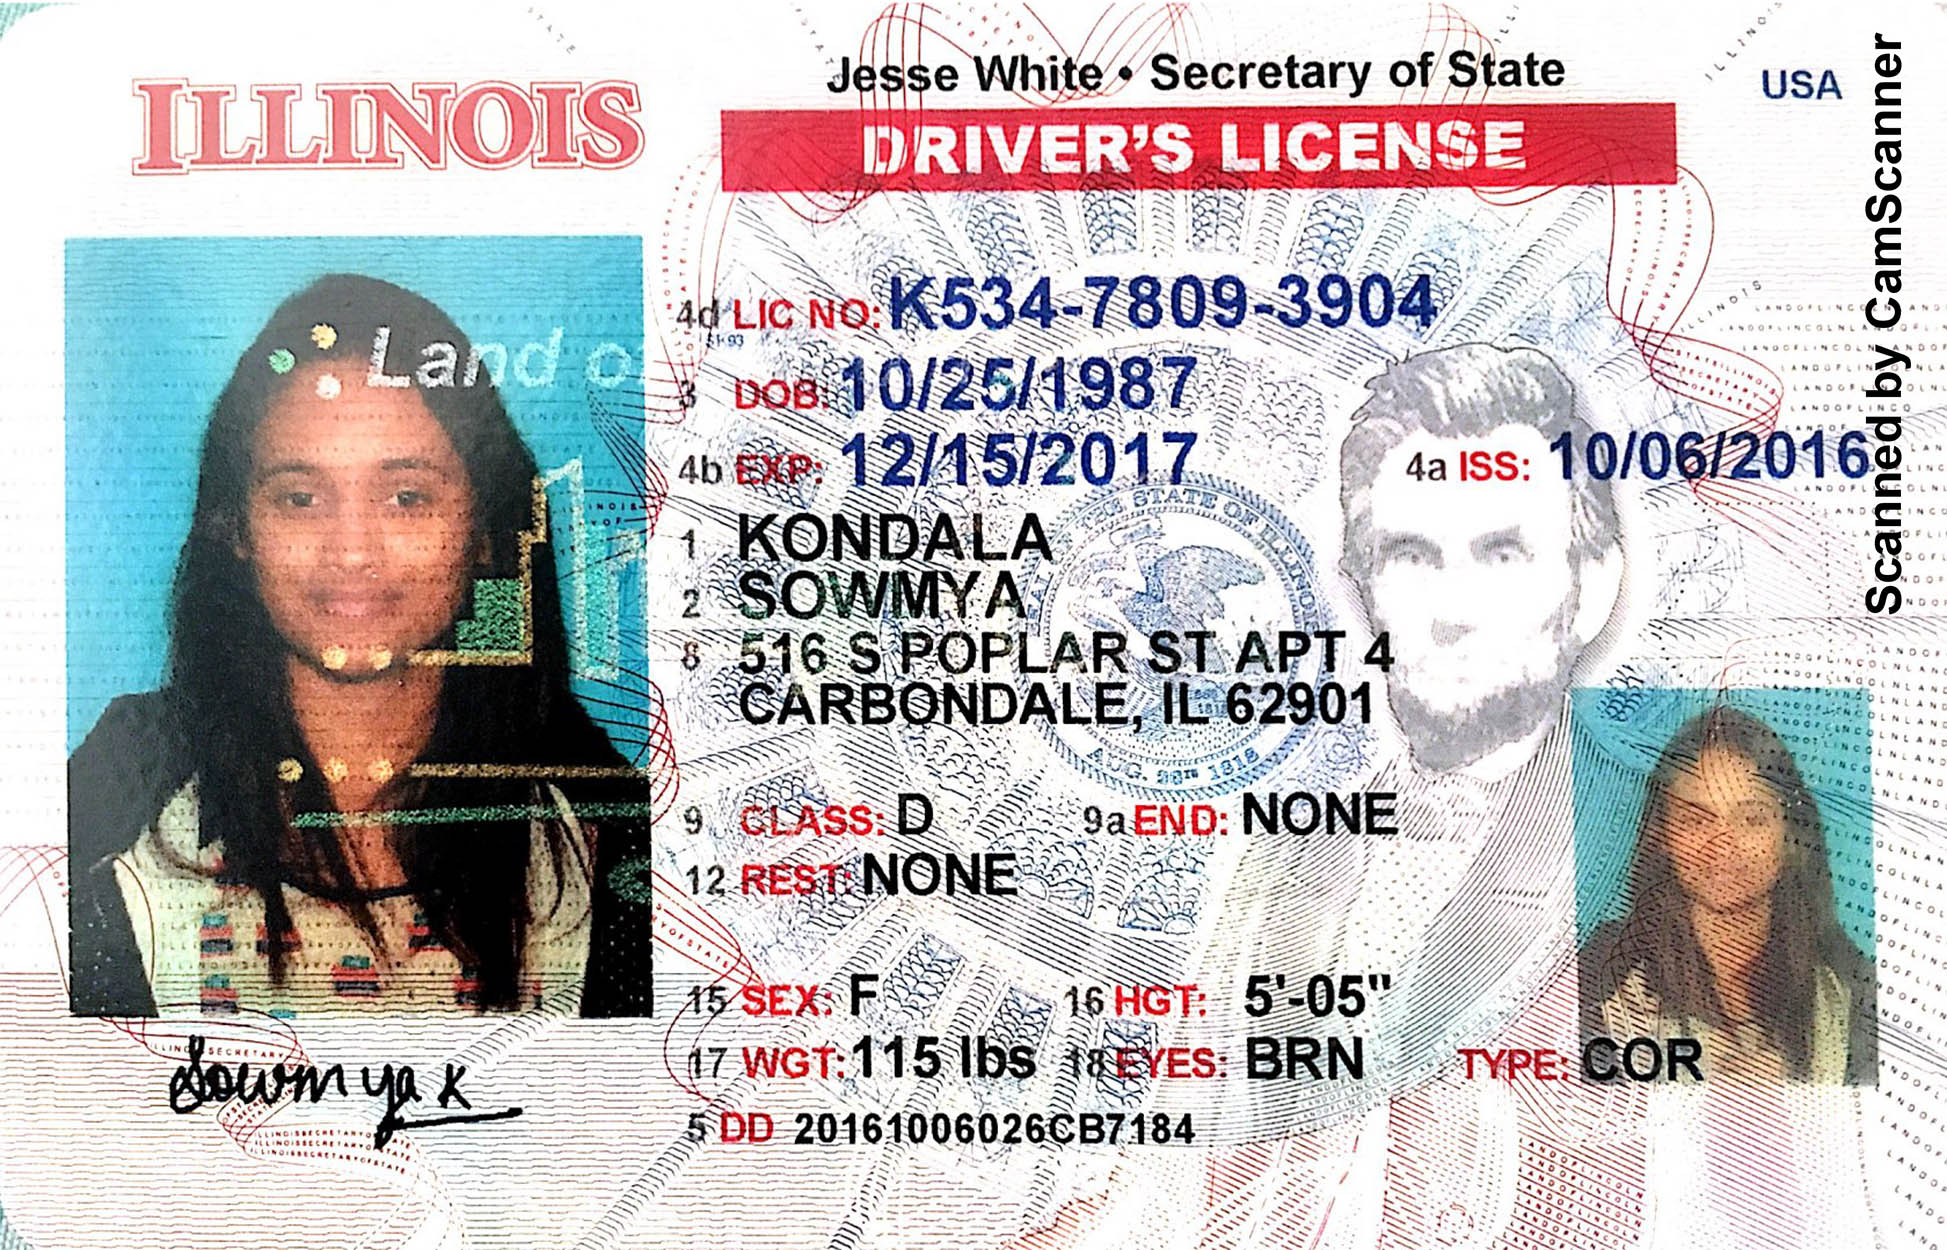 Jesse White • Secretary of State
USA
ILLINOIS
DRIVER'S LICENSE
4d LIC NO: K534-7809-3904
3 DOB: 10/25/1987
4b EXP: 12/15/2017
4a ISS: 10/06/2016
1 KONDALA
2 SOWMYA
8 516 S POPLAR ST APT 4
CARBONDALE, IL 62901
9 CLASS: D 9a END: NONE
12 REST: NONE
15 SEX: F 16 HGT: 5'-05"
17 WGT: 115 lbs 18 EYES: BRN TYPE: COR
5 DD 20161006026CB7184
Land o
Sowmya K
AUG. 26TH 1818
Scanned by CamScanner